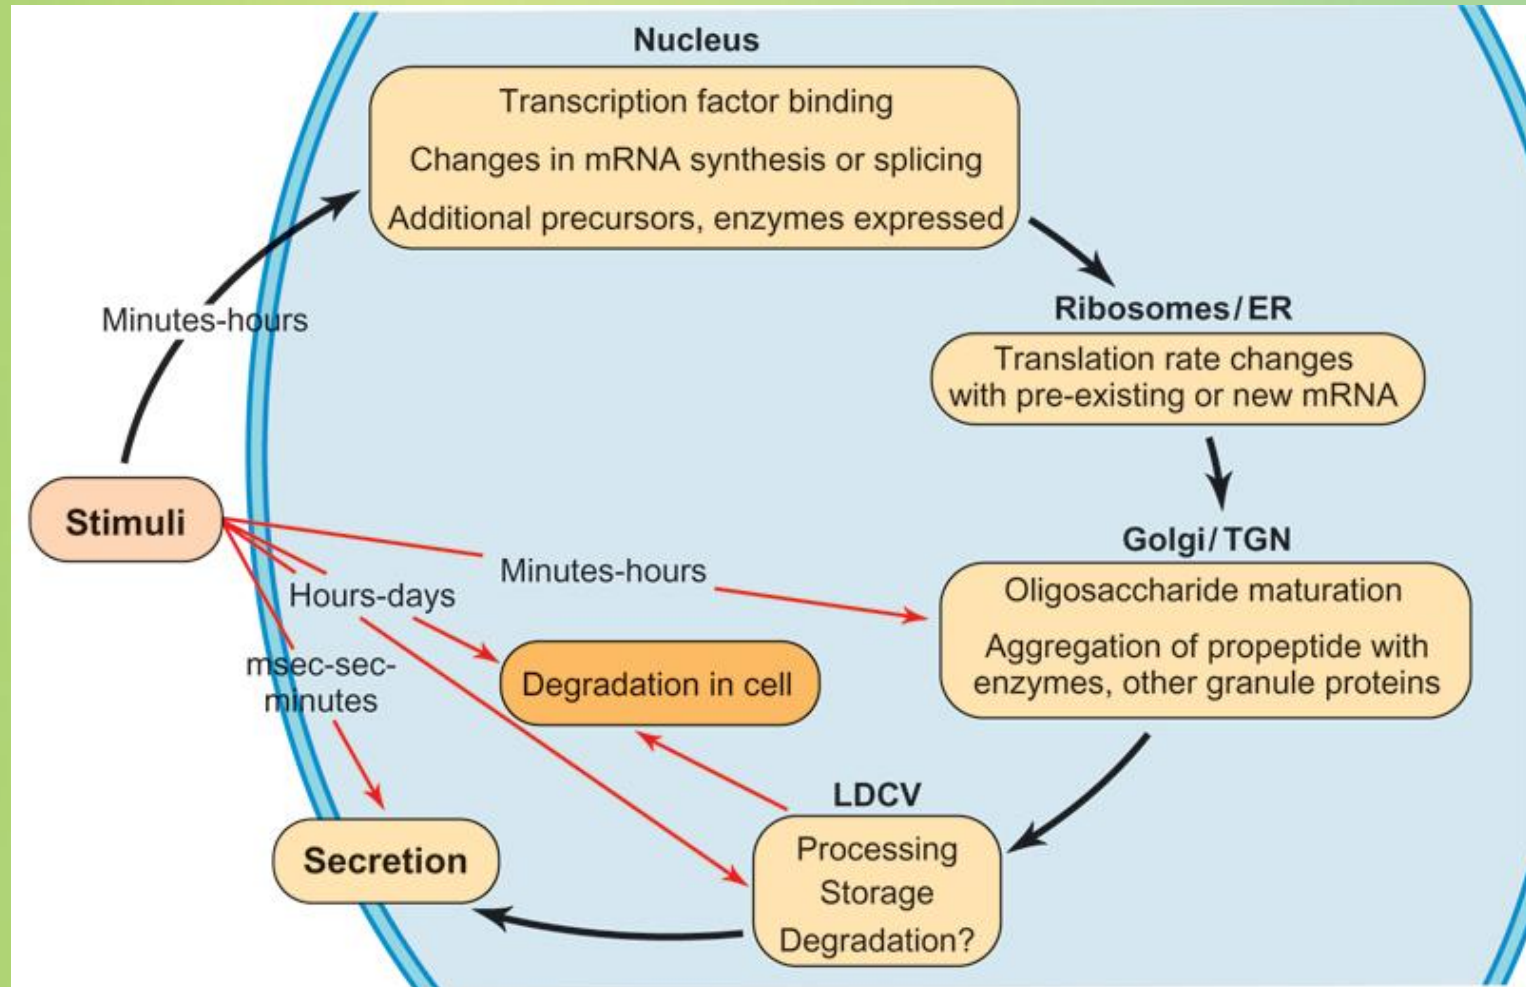 Nucleus
Transcription factor binding
Changes in mRNA synthesis or splicing
Additional precursors, enzymes expressed
Minutes-hours
Ribosomes/ER
Translation rate changes
with pre-existing or new mRNA
Stimuli
Golgi/TGN
Minutes-hours
Hours-days
Oligosaccharide maturation
Aggregation of propeptide with
enzymes, other granule proteins
msec-sec-
minutes
Degradation in cell
LDCV
Processing
Storage
Degradation?
Secretion